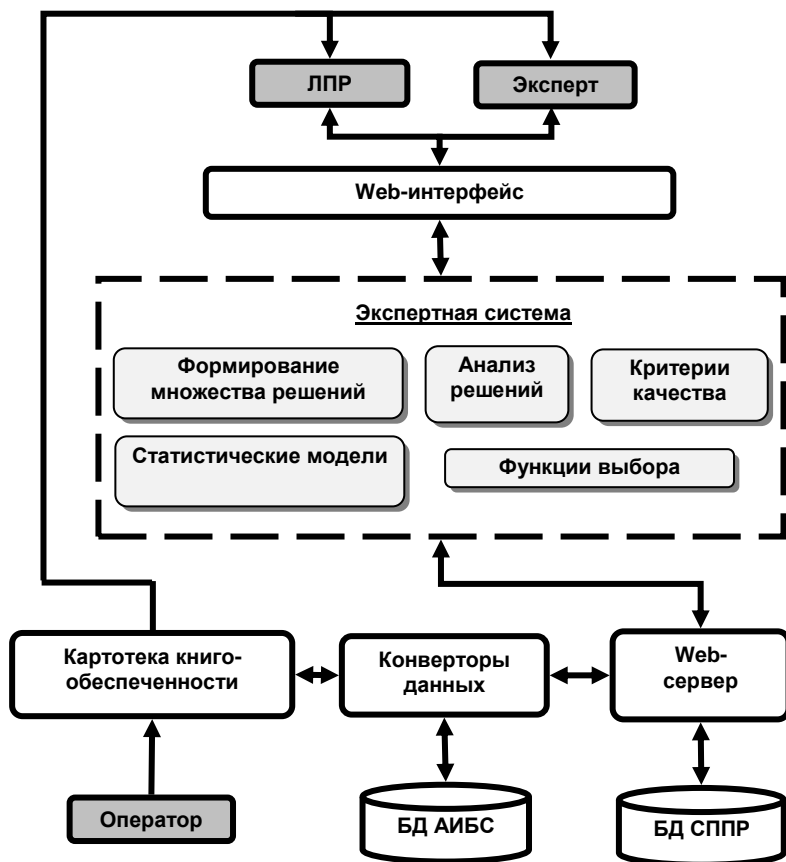 ЛПР
Эксперт
Web-интерфейс
Экспертная система
Формирование
множества решений
Анализ
решений
Критерии
качества
Статистические модели
Функции выбора
Картотека книго-
обеспеченности
Конверторы
данных
Web-
сервер
Оператор
БД АИБС
БД СППР